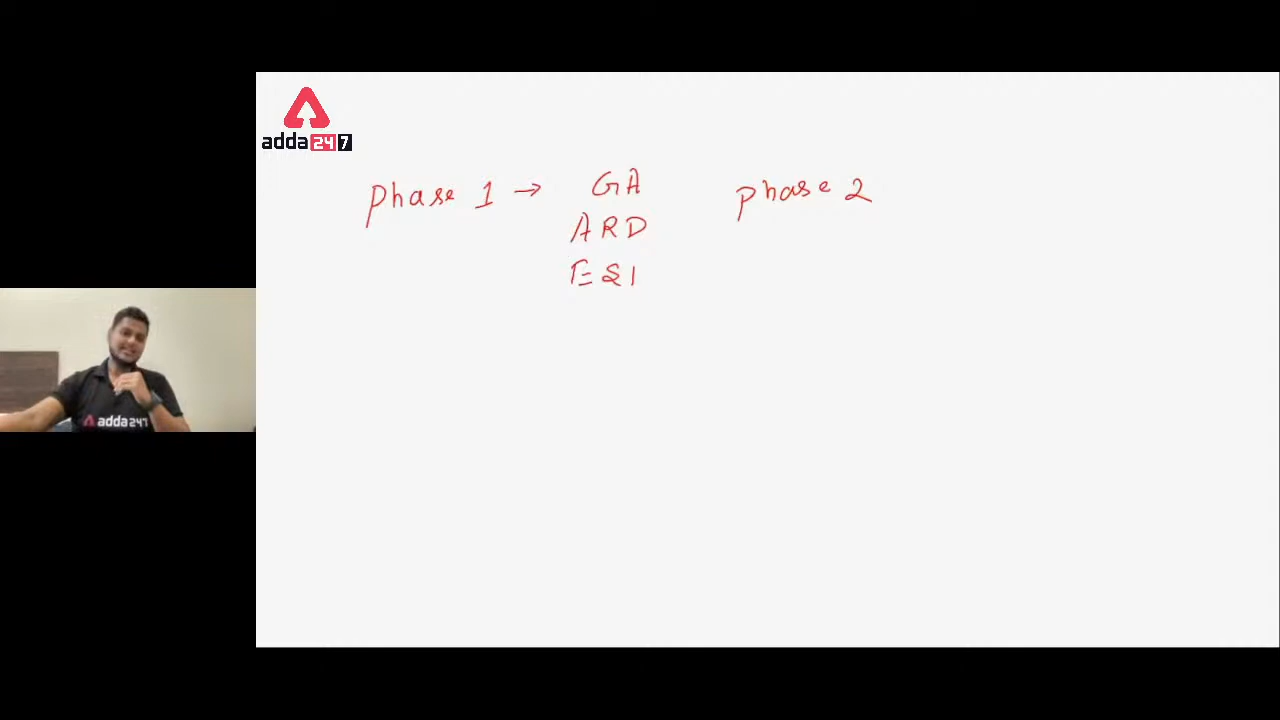 adda247
phase 1 → GA phase 2
ARD
ESI
adda247